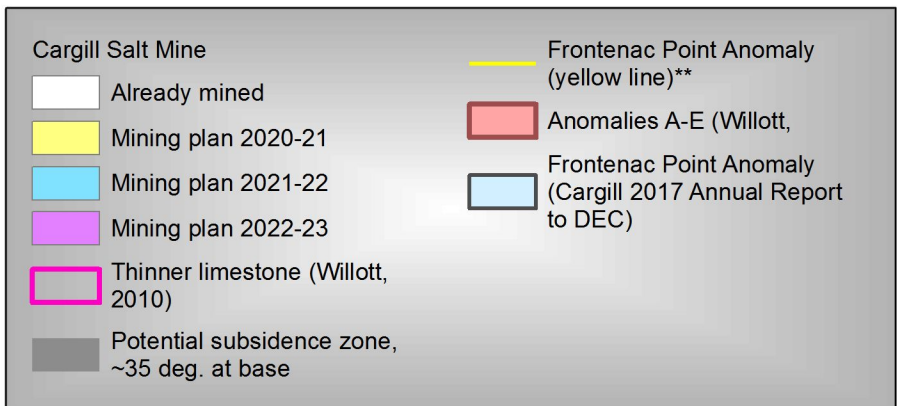 Cargill Salt Mine
Already mined
Mining plan 2020-21
Mining plan 2021-22
Mining plan 2022-23
Thinner limestone (Willott,
2010)
Potential subsidence zone,
~35 deg. at base
Frontenac Point Anomaly
(yellow line)**
Anomalies A-E (Willott,
Frontenac Point Anomaly
(Cargill 2017 Annual Report
to DEC)